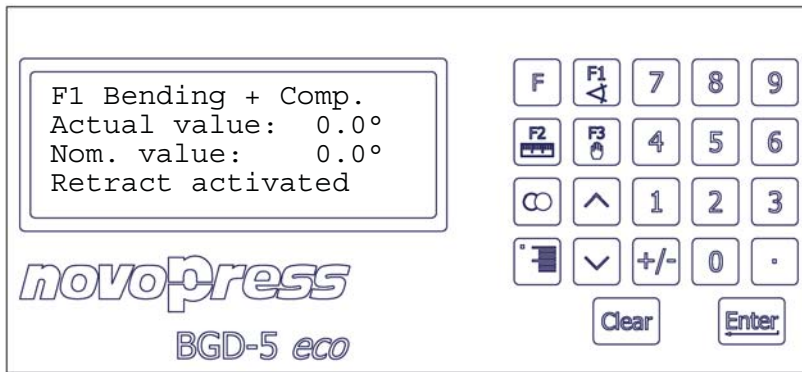 F1 Bending + Comp.
Actual value: 0.0°
Nom. value: 0.0°
Retract activated
novopress
BGD-5 eco
F F1 7 8 9
F2 F3 4 5 6
1 2 3
+/- 0 .
Clear Enter